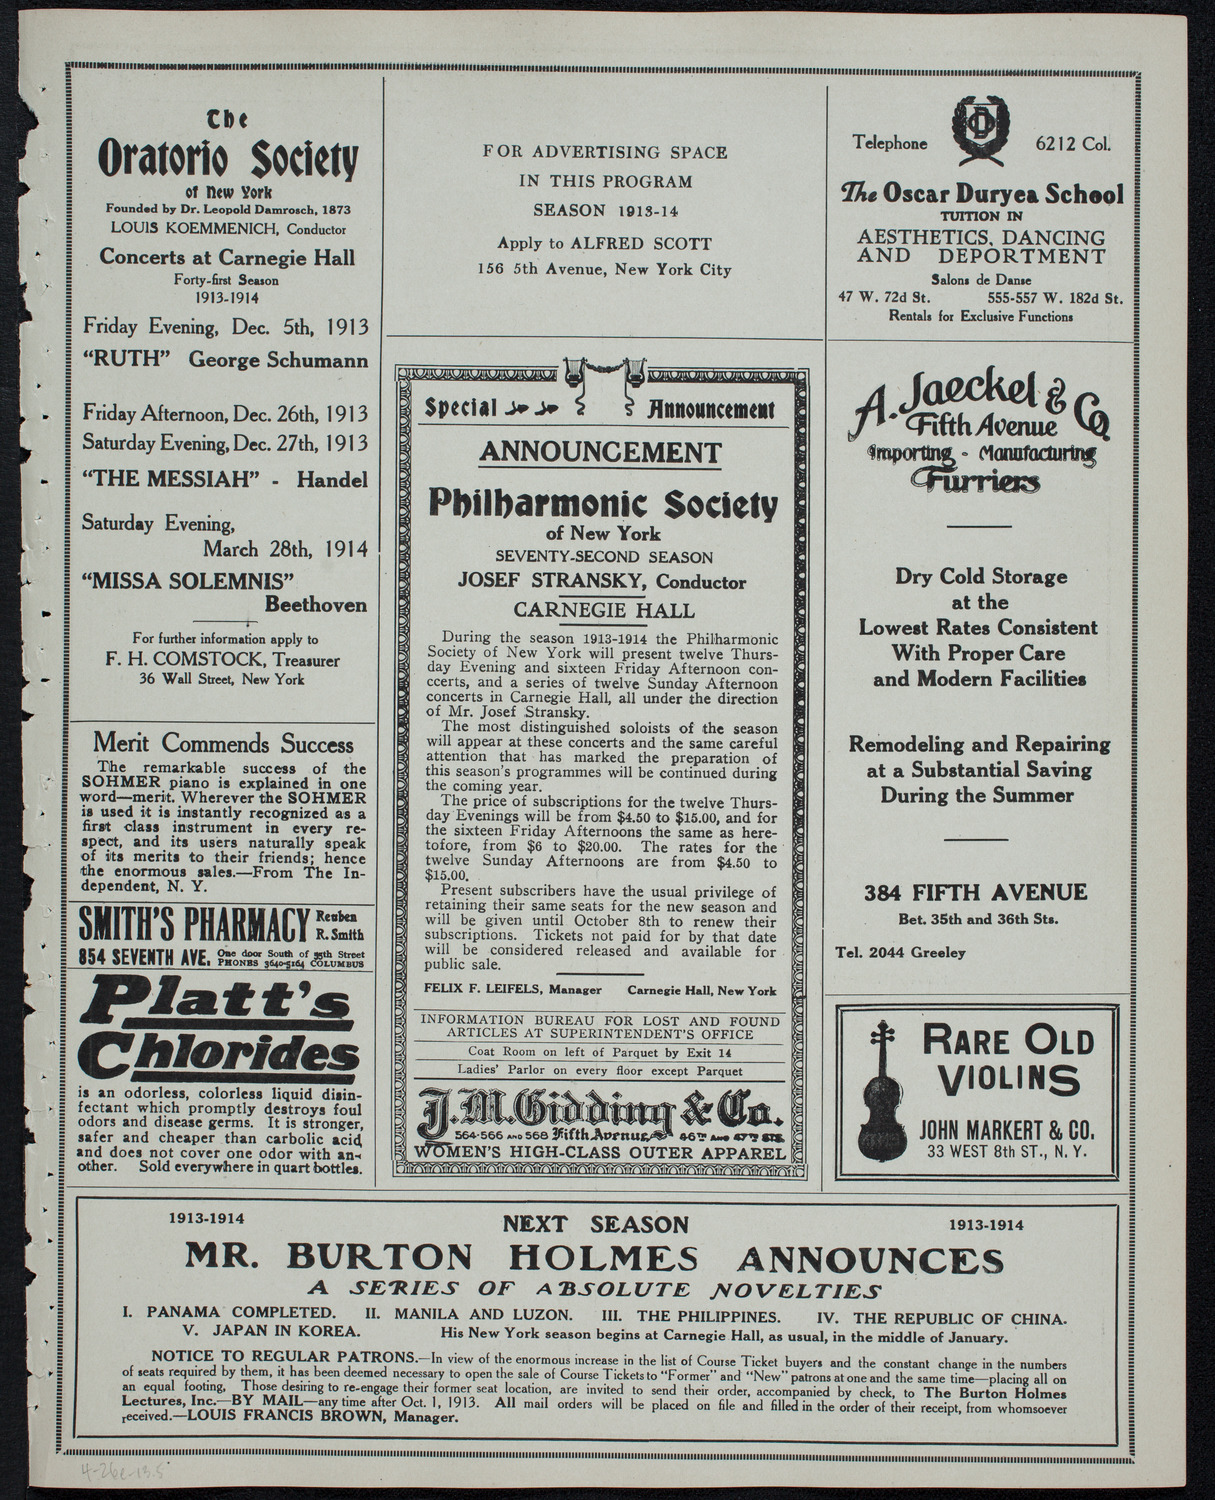 The
Oratorio Society
of New York
Founded by Dr. Leopold Damrosch, 1873
LOUIS KOEMMENICH, Conductor
Concerts at Carnegie Hall
Forty-first Season
1913-1914
Friday Evening, Dec. 5th, 1913
"RUTH" George Schumann
Friday Afternoon, Dec. 26th, 1913
Saturday Evening, Dec. 27th, 1913
"THE MESSIAH" - Handel
Saturday Evening,
March 28th, 1914
"MISSA SOLEMNIS"
Beethoven
For further information apply to
F. H. COMSTOCK, Treasurer
36 Wall Street, New York
Merit Commends Success
The remarkable success of the
SOHMER piano is explained in one
word—merit. Wherever the SOHMER
is used it is instantly recognized as a
first class instrument in every re-
spect, and its users naturally speak
of its merits to their friends; hence
the enormous sales.—From The In-
dependent, N. Y.
SMITH'S PHARMACY Reuben R. Smith
854 SEVENTH AVE. One door South of 55th Street
PHONES 3640-5164 COLUMBUS
Platt's
Chlorides
is an odorless, colorless liquid disin-
fectant which promptly destroys foul
odors and disease germs. It is stronger,
safer and cheaper than carbolic acid
and does not cover one odor with an-
other. Sold everywhere in quart bottles.
FOR ADVERTISING SPACE
IN THIS PROGRAM
SEASON 1913-14
Apply to ALFRED SCOTT
156 5th Avenue, New York City
Special Announcement
ANNOUNCEMENT
Philharmonic Society
of New York
SEVENTY-SECOND SEASON
JOSEF STRANSKY, Conductor
CARNEGIE HALL
During the season 1913-1914 the Philharmonic
Society of New York will present twelve Thurs-
day Evening and sixteen Friday Afternoon con-
ccerts, and a series of twelve Sunday Afternoon
concerts in Carnegie Hall, all under the direction
of Mr. Josef Stransky.
The most distinguished soloists of the season
will appear at these concerts and the same careful
attention that has marked the preparation of
this season's programmes will be continued during
the coming year.
The price of subscriptions for the twelve Thurs-
day Evenings will be from $4.50 to $15.00, and for
the sixteen Friday Afternoons the same as here-
tofore, from $6 to $20.00. The rates for the
twelve Sunday Afternoons are from $4.50 to
$15.00.
Present subscribers have the usual privilege of
retaining their same seats for the new season and
will be given until October 8th to renew their
subscriptions. Tickets not paid for by that date
will be considered released and available for
public sale.
FELIX F. LEIFELS, Manager Carnegie Hall, New York
INFORMATION BUREAU FOR LOST AND FOUND
ARTICLES AT SUPERINTENDENT'S OFFICE
Coat Room on left of Parquet by Exit 14
Ladies' Parlor on every floor except Parquet
J.M. Gidding & Co.
564-566 AND 568 Fifth Avenue 46TH AND 47TH STS.
WOMEN'S HIGH-CLASS OUTER APPAREL
Telephone OD 6212 Col.
The Oscar Duryea School
TUITION IN
AESTHETICS, DANCING
AND DEPORTMENT
Salons de Danse
47 W. 72d St. 555-557 W. 182d St.
Rentals for Exclusive Functions
A. Jaeckel & Co
Fifth Avenue
Importing - Manufacturing
Furriers
Dry Cold Storage
at the
Lowest Rates Consistent
With Proper Care
and Modern Facilities
Remodeling and Repairing
at a Substantial Saving
During the Summer
384 FIFTH AVENUE
Bet. 35th and 36th Sts.
Tel. 2044 Greeley
RARE OLD
VIOLINS
JOHN MARKERT & CO.
33 WEST 8th ST., N. Y.
1913-1914 NEXT SEASON 1913-1914
MR. BURTON HOLMES ANNOUNCES
A SERIES OF ABSOLUTE NOVELTIES
I. PANAMA COMPLETED. II. MANILA AND LUZON. III. THE PHILIPPINES. IV. THE REPUBLIC OF CHINA.
V. JAPAN IN KOREA. His New York season begins at Carnegie Hall, as usual, in the middle of January.
NOTICE TO REGULAR PATRONS.—In view of the enormous increase in the list of Course Ticket buyers and the constant change in the numbers
of seats required by them, it has been deemed necessary to open the sale of Course Tickets to "Former" and "New" patrons at one and the same time—placing all on
an equal footing. Those desiring to re-engage their former seat location, are invited to send their order, accompanied by check, to The Burton Holmes
Lectures, Inc.—BY MAIL—any time after Oct. 1, 1913. All mail orders will be placed on file and filled in the order of their receipt, from whomsoever
received.—LOUIS FRANCIS BROWN, Manager.
4-26e-13.5